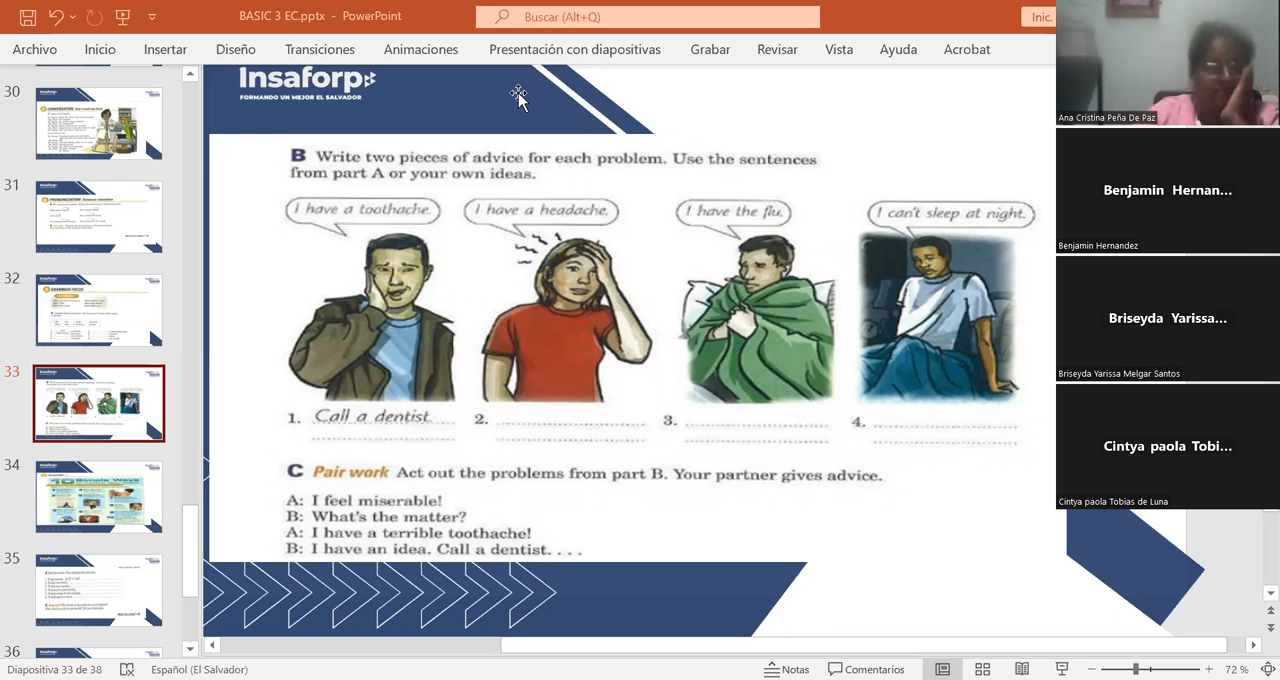 BASIC 3 EC.pptx - PowerPoint
Buscar (Alt+Q)
Inic.
Archivo Inicio Insertar Diseño Transiciones Animaciones Presentación con diapositivas Grabar Revisar Vista Ayuda Acrobat
30
31
32
33
34
35
36
Insaforp
FORMANDO UN MEJOR EL SALVADOR
B Write two pieces of advice for each problem. Use the sentences
from part A or your own ideas.
I have a toothache.
I have a headache.
I have the flu.
I can't sleep at night.
1. Call a dentist.
2.
3.
4.
C Pair work Act out the problems from part B. Your partner gives advice.
A: I feel miserable!
B: What's the matter?
A: I have a terrible toothache!
B: I have an idea. Call a dentist. . . .
Ana Cristina Peña De Paz
Benjamin Hernan...
Benjamin Hernandez
Briseyda Yarissa...
Briseyda Yarissa Melgar Santos
Cintya paola Tobi...
Cintya paola Tobias de Luna
Diapositiva 33 de 38
Español (El Salvador)
Notas
Comentarios
72 %